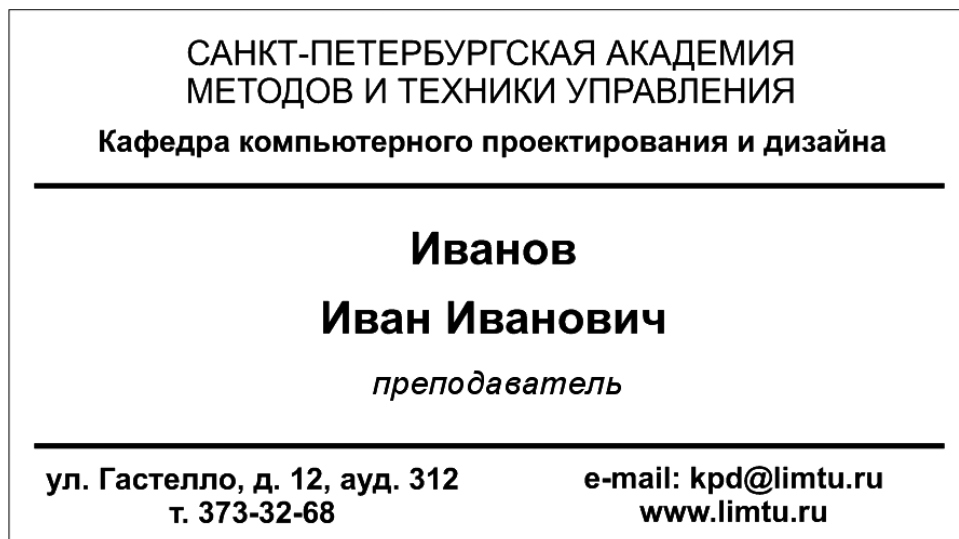 САНКТ-ПЕТЕРБУРГСКАЯ АКАДЕМИЯ
МЕТОДОВ И ТЕХНИКИ УПРАВЛЕНИЯ
Кафедра компьютерного проектирования и дизайна
Иванов
Иван Иванович
преподаватель
ул. Гастелло, д. 12, ауд. 312
т. 373-32-68
e-mail: kpd@limtu.ru
www.limtu.ru